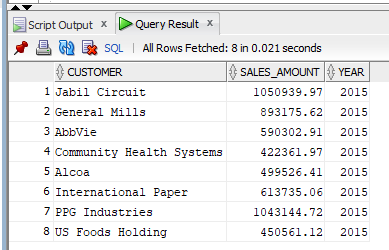 Script Output x Query Result x
SQL | All Rows Fetched: 8 in 0.021 seconds
CUSTOMER SALES_AMOUNT YEAR
1 Jabil Circuit 1050939.97 2015
2 General Mills 893175.62 2015
3 AbbVie 590302.91 2015
4 Community Health Systems 422361.97 2015
5 Alcoa 499526.41 2015
6 International Paper 613735.06 2015
7 PPG Industries 1043144.72 2015
8 US Foods Holding 450561.12 2015